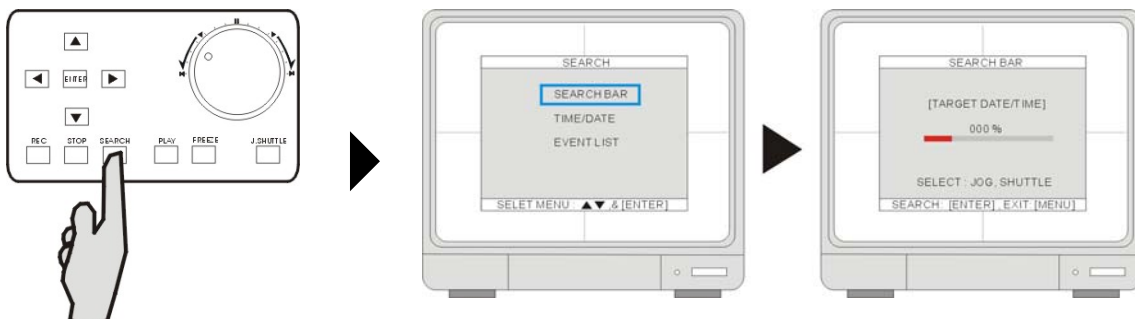 ENTER
REC STOP SEARCH PLAY FREEZE J.SHUTTLE
SEARCH
SEARCH BAR
TIME/DATE
EVENT LIST
SELET MENU : ▲▼ ,& [ENTER]
SEARCH BAR
[TARGET DATE/TIME]
000 %
SELECT : JOG, SHUTTLE
SEARCH: [ENTER] , EXIT: [MENU]